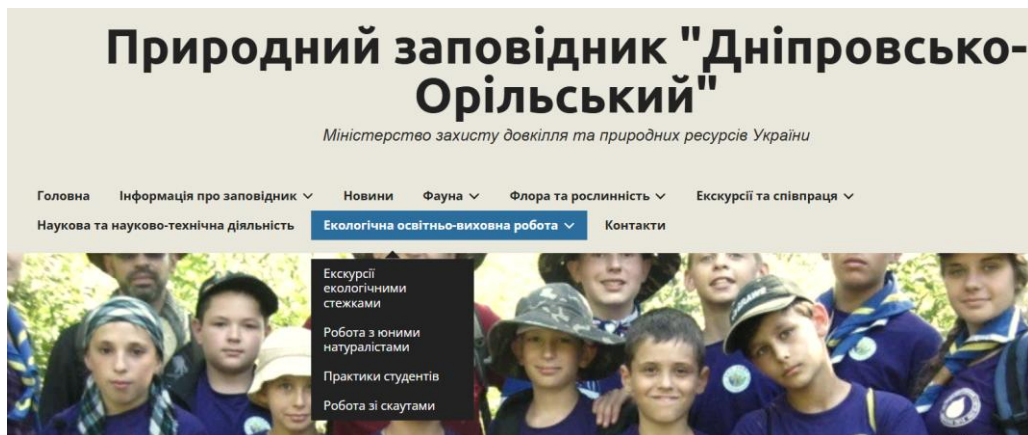 Природний заповідник "Дніпровсько-
Орільський"
Міністерство захисту довкілля та природних ресурсів України
Головна Інформація про заповідник Новини Фауна Флора та рослинність Екскурсії та співпраця
Наукова та науково-технічна діяльність Екологічна освітньо-виховна робота Контакти
Екскурсії
екологічними
стежками
Робота з юними
натуралістами
Практики студентів
Робота зі скаутами